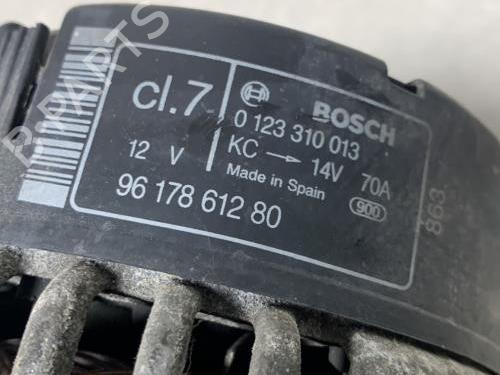 cl.7
BOSCH
0 123 310 013
12 V
KC → 14V 70A
Made in Spain
96 178 612 80
900
863
B-PARTS